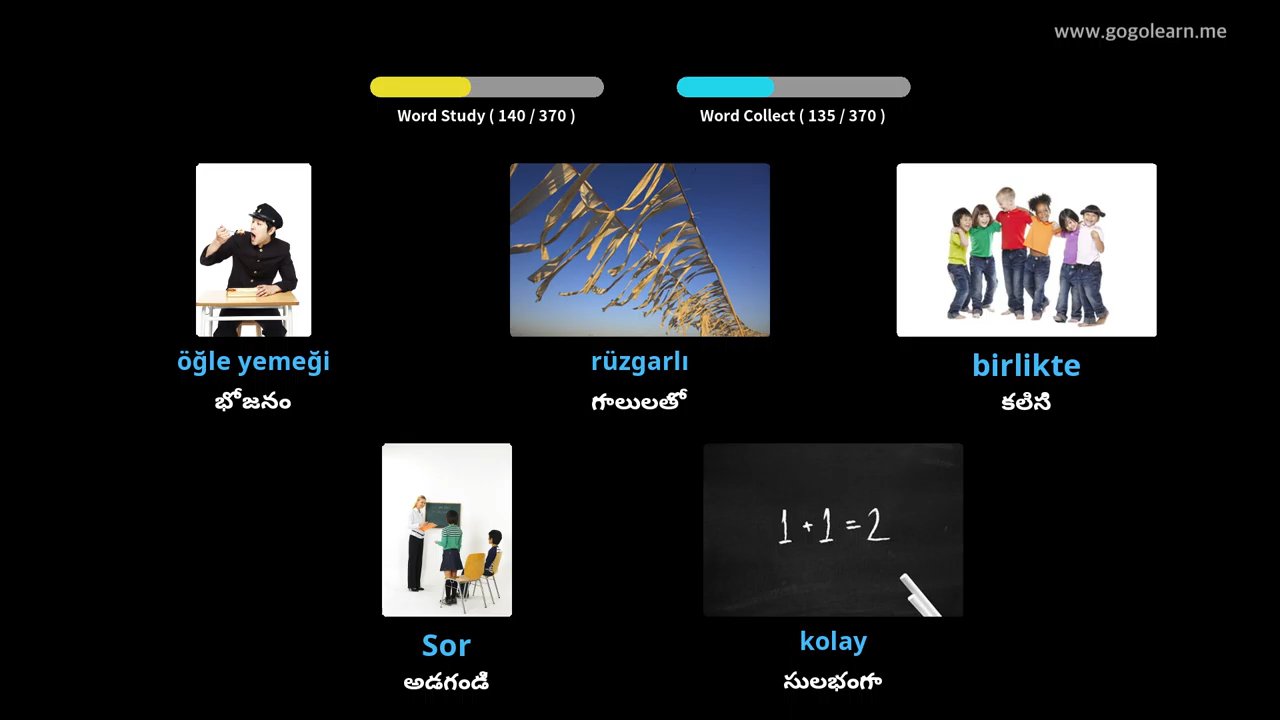 www.gogolearn.me
Word Study ( 140 / 370 )
Word Collect ( 135 / 370 )
öğle yemeği
rüzgarlı
birlikte
భోజనం
గాలులతో
కలిసి
1 + 1 = 2
Sor
kolay
అడగండి
సులభంగా